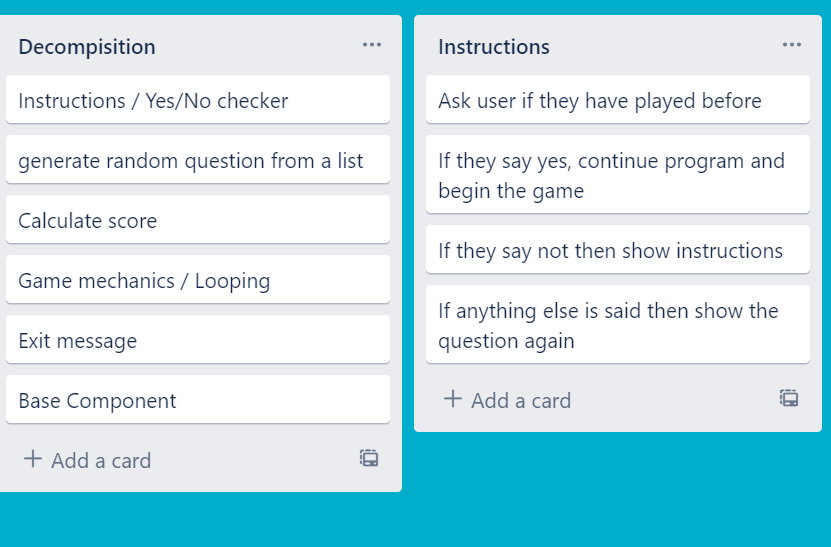 Decompisition
Instructions / Yes/No checker
generate random question from a list
Calculate score
Game mechanics / Looping
Exit message
Base Component
Add a card
Instructions
Ask user if they have played before
If they say yes, continue program and
begin the game
If they say not then show instructions
If anything else is said then show the
question again
Add a card